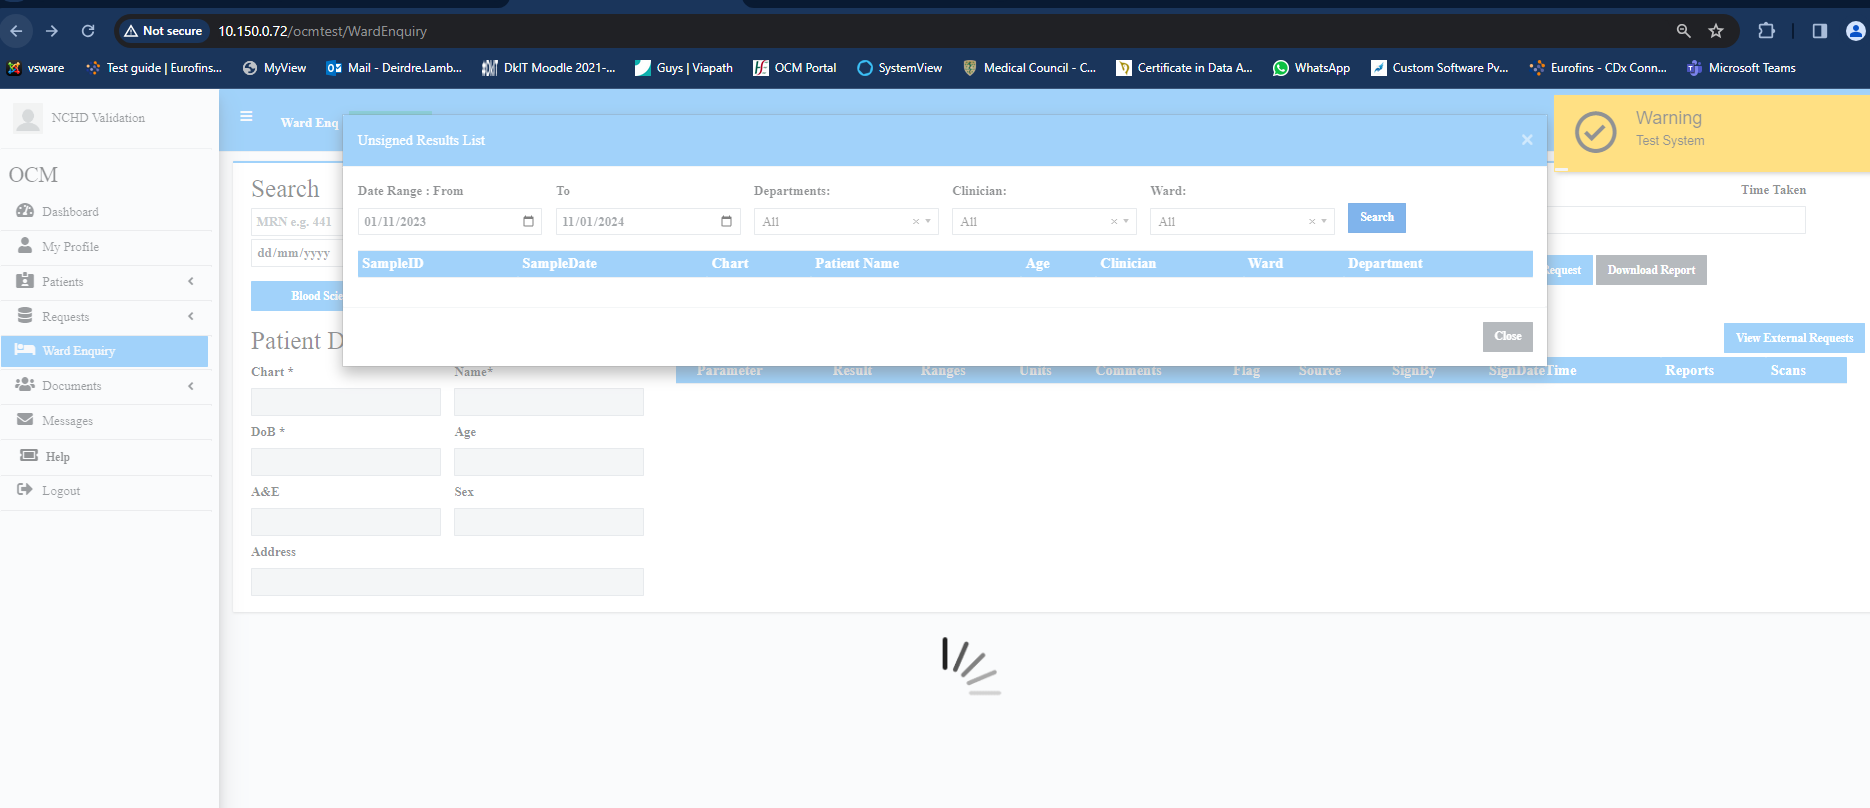 Not secure 10.150.0.72/ocmtest/WardEnquiry
vsware Test guide | Eurofins... MyView Mail - Deirdre.Lamb... DkIT Moodle 2021-... Guys | Viapath OCM Portal SystemView Medical Council - C... Certificate in Data A... WhatsApp Custom Software Pv... Eurofins - CDx Conn... Microsoft Teams
NCHD Validation
OCM
Dashboard
My Profile
Patients
Requests
Ward Enquiry
Documents
Messages
Help
Logout
Ward Enq
Warning
Test System
Unsigned Results List ×
Date Range : From To Departments: Clinician: Ward:
01/11/2023 11/01/2024 All All All Search
SampleID SampleDate Chart Patient Name Age Clinician Ward Department
Close
Search
MRN e.g. 441
dd/mm/yyyy
Blood Scie
Time Taken
Request Download Report
View External Requests
Patient D
Parameter Result Ranges Units Comments Flag Source SignBy SignDateTime Reports Scans
Chart * Name*
DoB * Age
A&E Sex
Address